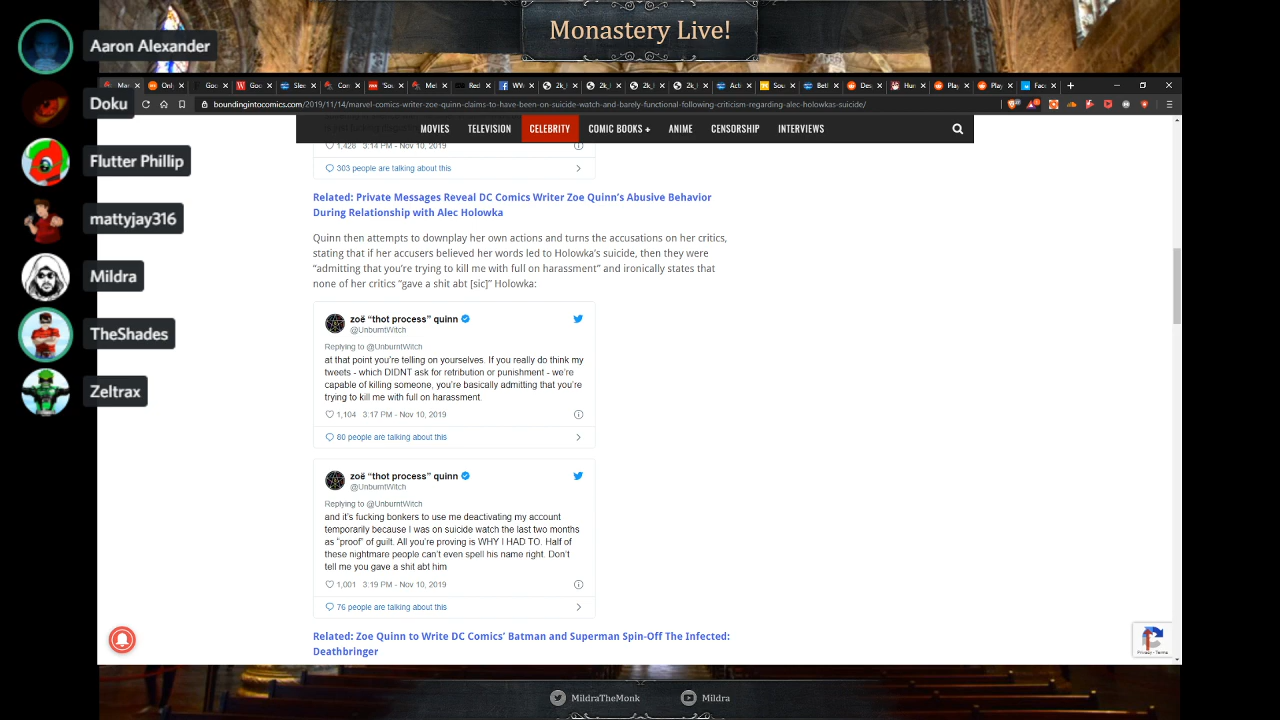 Monastery Live!
Aaron Alexander
Doku
Flutter Phillip
mattyjay316
Mildra
TheShades
Zeltrax
boundingintocomics.com/2019/11/14/marvel-comics-writer-zoe-quinn-claims-to-have-been-on-suicide-watch-and-barely-functional-following-criticism-regarding-alec-holowkas-suicide/
MOVIES TELEVISION CELEBRITY COMIC BOOKS + ANIME CENSORSHIP INTERVIEWS
1,428 3:14 PM - Nov 10, 2019
303 people are talking about this
Related: Private Messages Reveal DC Comics Writer Zoe Quinn's Abusive Behavior
During Relationship with Alec Holowka
Quinn then attempts to downplay her own actions and turns the accusations on her critics,
stating that if her accusers believed her words led to Holowka's suicide, then they were
“admitting that you're trying to kill me with full on harassment” and ironically states that
none of her critics “gave a shit abt [sic]” Holowka:
zoë “thot process” quinn
@UnburntWitch
Replying to @UnburntWitch
at that point you're telling on yourselves. If you really do think my
tweets - which DIDNT ask for retribution or punishment - we're
capable of killing someone, you're basically admitting that you're
trying to kill me with full on harassment.
1,104 3:17 PM - Nov 10, 2019
80 people are talking about this
zoë “thot process” quinn
@UnburntWitch
Replying to @UnburntWitch
and it's fucking bonkers to use me deactivating my account
temporarily because I was on suicide watch the last two months
as “proof” of guilt. All you're proving is WHY I HAD TO. Half of
these nightmare people can't even spell his name right. Don't
tell me you gave a shit abt him
1,001 3:19 PM - Nov 10, 2019
76 people are talking about this
Related: Zoe Quinn to Write DC Comics' Batman and Superman Spin-Off The Infected:
Deathbringer
Privacy - Terms
MildraTheMonk Mildra